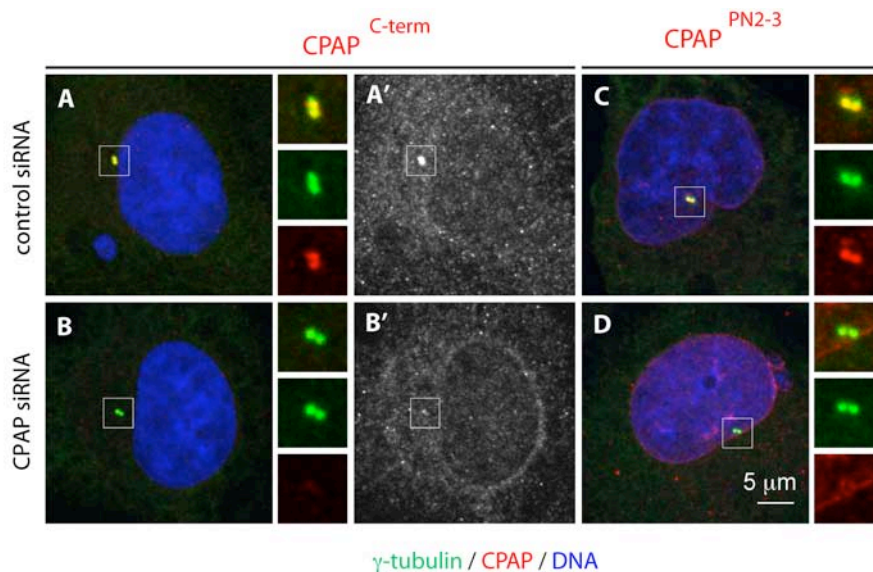 CPAP C-term
CPAP PN2-3
control siRNA
A
A′
C
CPAP siRNA
B
B′
D
5 μm
γ-tubulin / CPAP / DNA